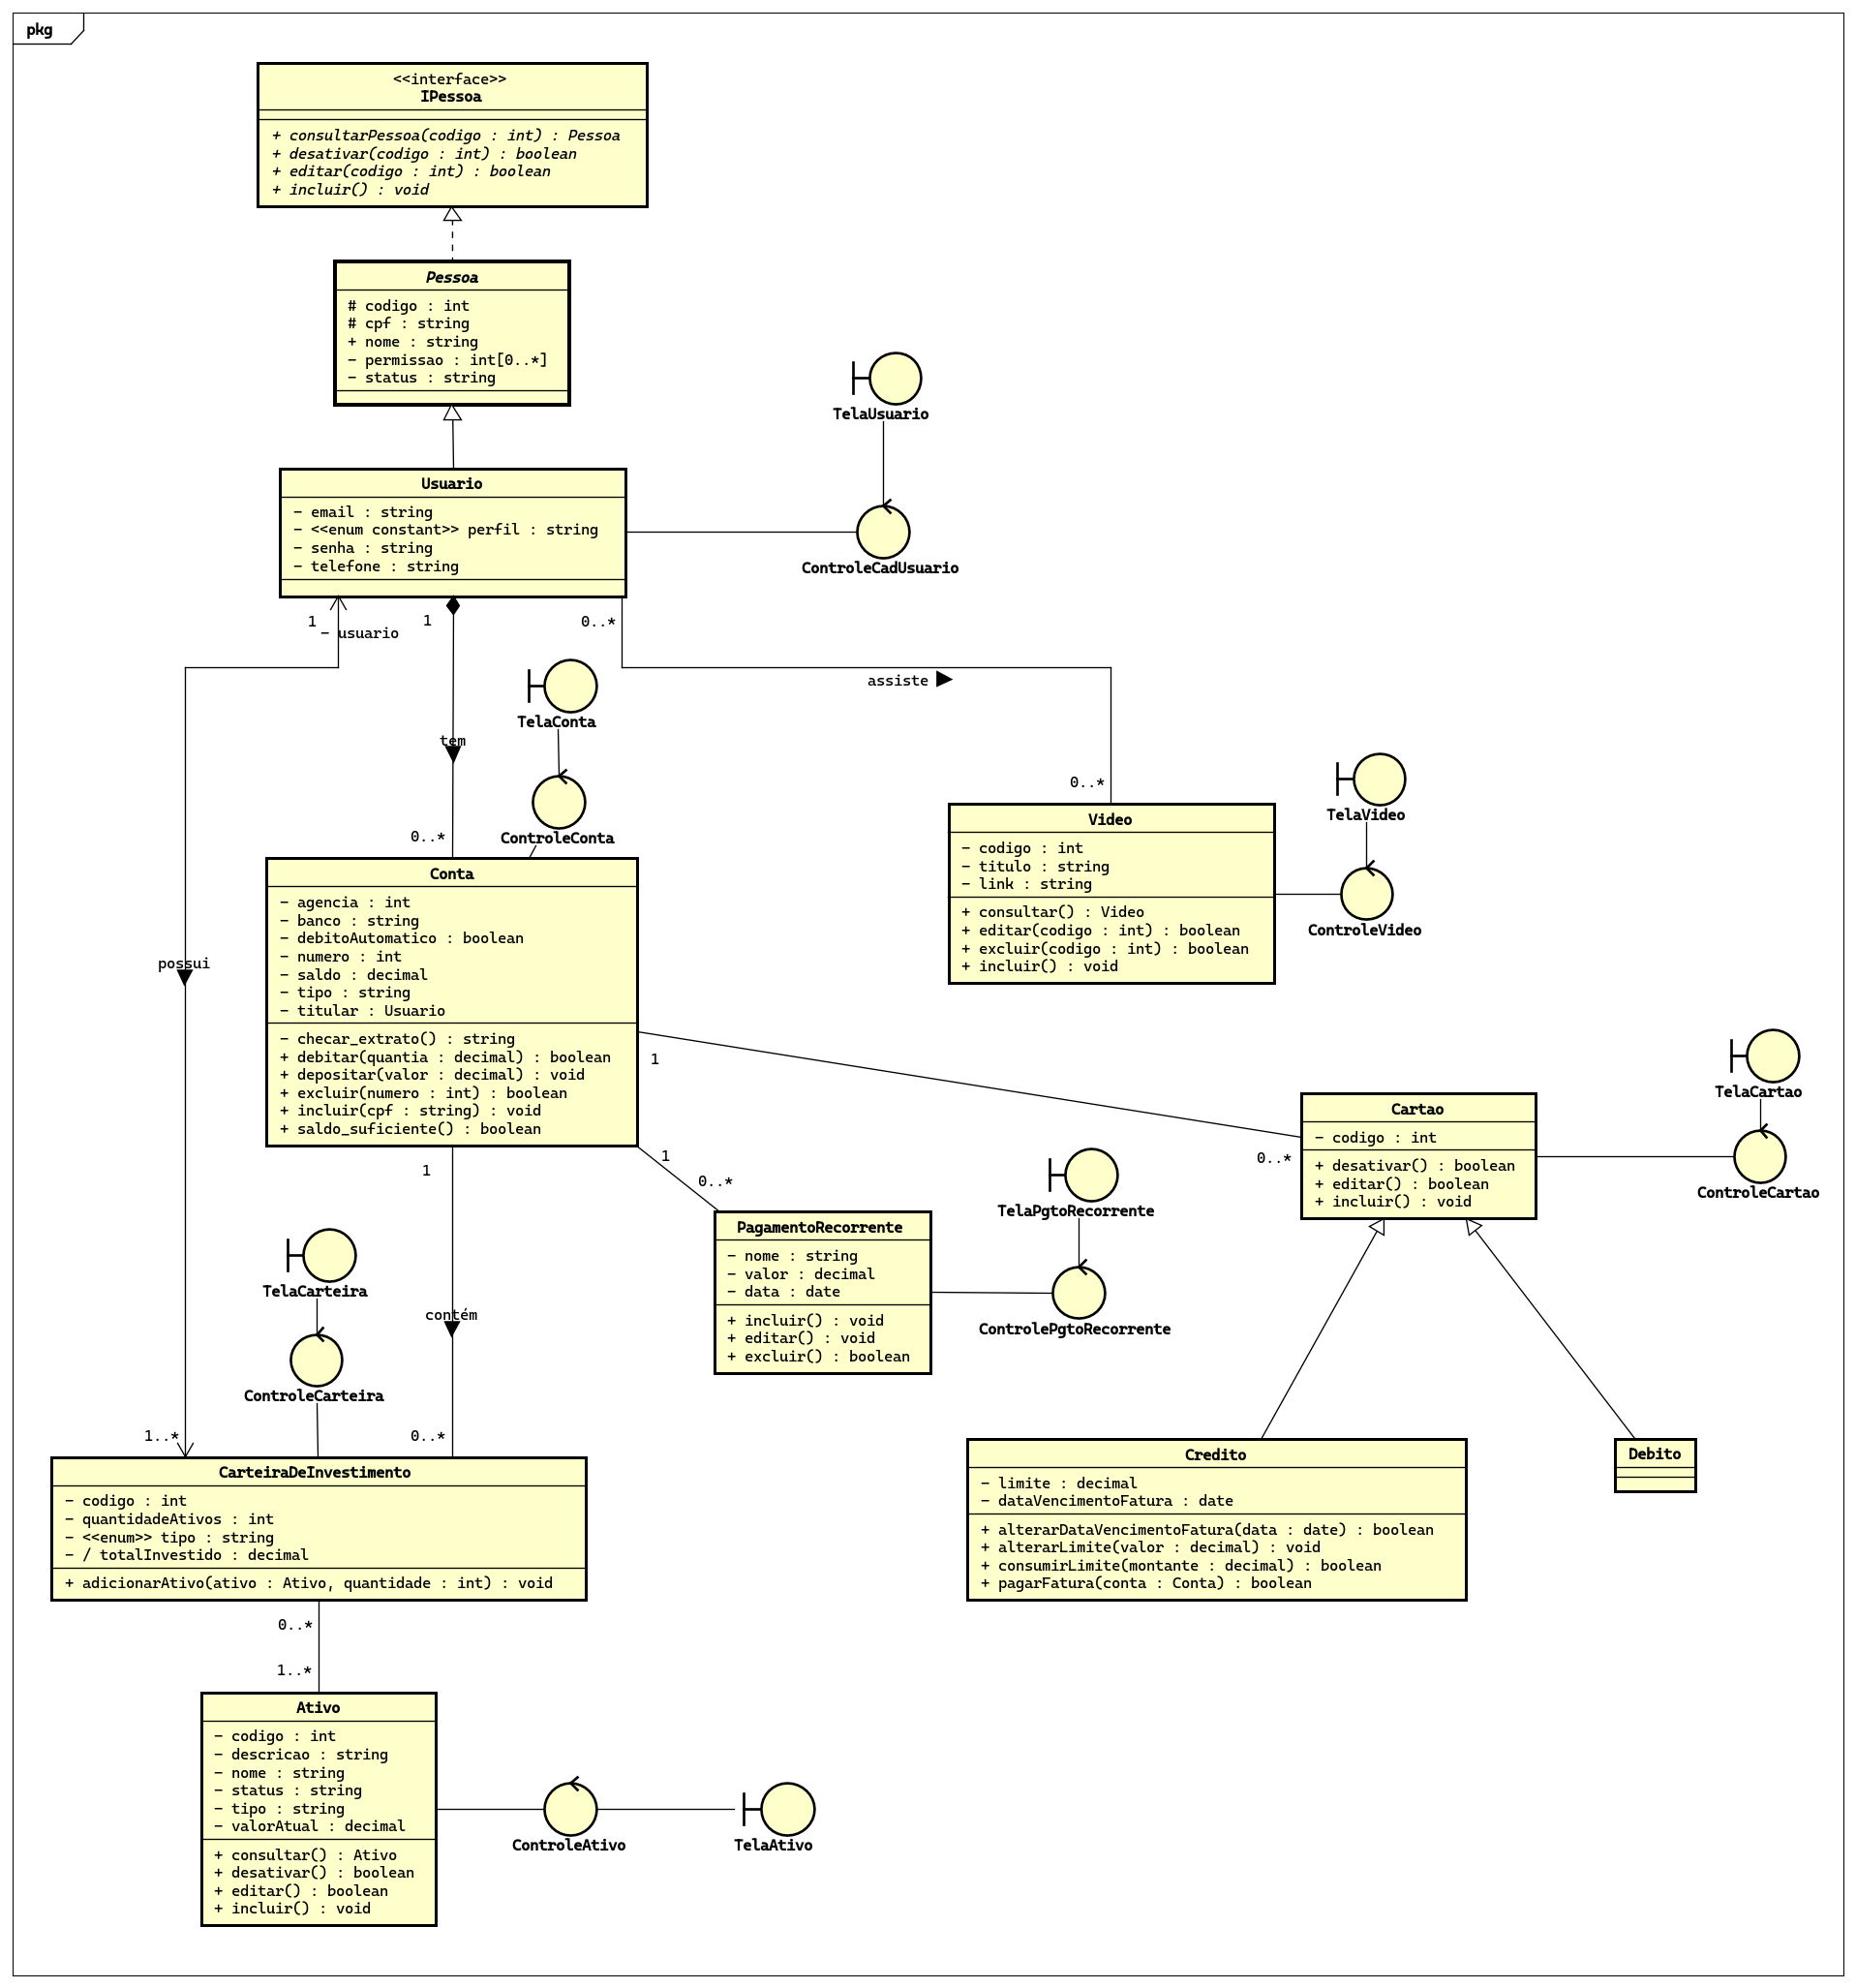 pkg
<<interface>>
IPessoa
+ consultarPessoa(codigo : int) : Pessoa
+ desativar(codigo : int) : boolean
+ editar(codigo : int) : boolean
+ incluir() : void
Pessoa
# codigo : int
# cpf : string
+ nome : string
- permissao : int[0..*]
- status : string
TelaUsuario
Usuario
- email : string
- <<enum constant>> perfil : string
- senha : string
- telefone : string
ControleCadUsuario
1
- usuario
1
0..*
assiste
TelaConta
tem
0..*
ControleConta
0..*
TelaVideo
Video
- codigo : int
- titulo : string
- link : string
+ consultar() : Video
+ editar(codigo : int) : boolean
+ excluir(codigo : int) : boolean
+ incluir() : void
ControleVideo
possui
Conta
- agencia : int
- banco : string
- debitoAutomatico : boolean
- numero : int
- saldo : decimal
- tipo : string
- titular : Usuario
- checar_extrato() : string
+ debitar(quantia : decimal) : boolean
+ depositar(valor : decimal) : void
+ excluir(numero : int) : boolean
+ incluir(cpf : string) : void
+ saldo_suficiente() : boolean
1
0..*
TelaCartao
Cartao
- codigo : int
+ desativar() : boolean
+ editar() : boolean
+ incluir() : void
ControleCartao
1
1
0..*
TelaPgtoRecorrente
PagamentoRecorrente
- nome : string
- valor : decimal
- data : date
+ incluir() : void
+ editar() : void
+ excluir() : boolean
ControlePgtoRecorrente
TelaCarteira
contém
ControleCarteira
1..*
0..*
CarteiraDeInvestimento
- codigo : int
- quantidadeAtivos : int
- <<enum>> tipo : string
- / totalInvestido : decimal
+ adicionarAtivo(ativo : Ativo, quantidade : int) : void
Credito
- limite : decimal
- dataVencimentoFatura : date
+ alterarDataVencimentoFatura(data : date) : boolean
+ alterarLimite(valor : decimal) : void
+ consumirLimite(montante : decimal) : boolean
+ pagarFatura(conta : Conta) : boolean
Debito
0..*
1..*
Ativo
- codigo : int
- descricao : string
- nome : string
- status : string
- tipo : string
- valorAtual : decimal
+ consultar() : Ativo
+ desativar() : boolean
+ editar() : boolean
+ incluir() : void
ControleAtivo
TelaAtivo